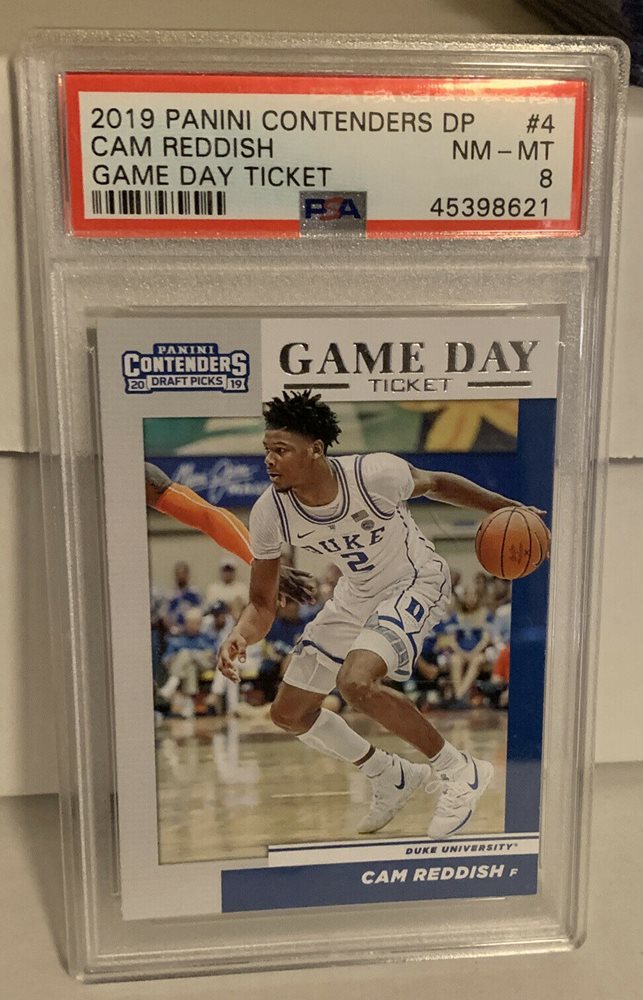 2019 PANINI CONTENDERS DP #4
CAM REDDISH NM - MT
GAME DAY TICKET 8
PSA 45398621
PANINI
CONTENDERS
20 DRAFT PICKS 19
GAME DAY
TICKET
DUKE
2
D
DUKE UNIVERSITY®
CAM REDDISH F